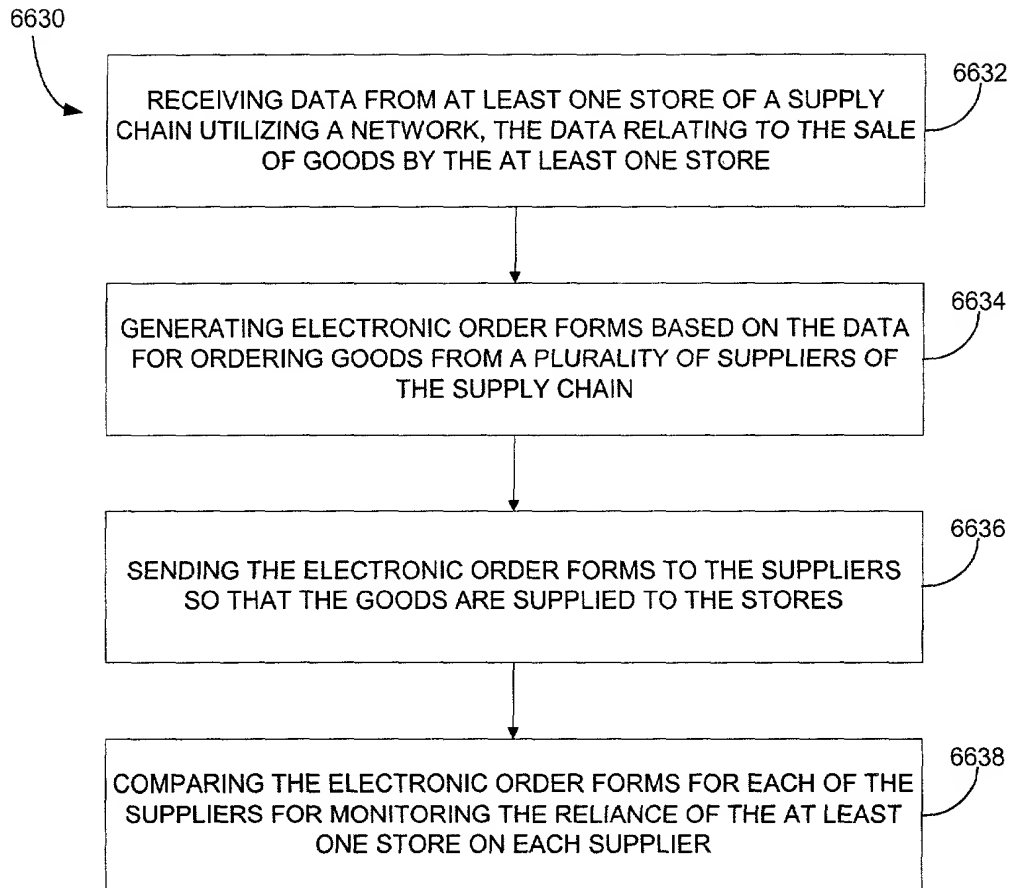 6630
6632
RECEIVING DATA FROM AT LEAST ONE STORE OF A SUPPLY
CHAIN UTILIZING A NETWORK, THE DATA RELATING TO THE SALE
OF GOODS BY THE AT LEAST ONE STORE
6634
GENERATING ELECTRONIC ORDER FORMS BASED ON THE DATA
FOR ORDERING GOODS FROM A PLURALITY OF SUPPLIERS OF
THE SUPPLY CHAIN
6636
SENDING THE ELECTRONIC ORDER FORMS TO THE SUPPLIERS
SO THAT THE GOODS ARE SUPPLIED TO THE STORES
6638
COMPARING THE ELECTRONIC ORDER FORMS FOR EACH OF THE
SUPPLIERS FOR MONITORING THE RELIANCE OF THE AT LEAST
ONE STORE ON EACH SUPPLIER